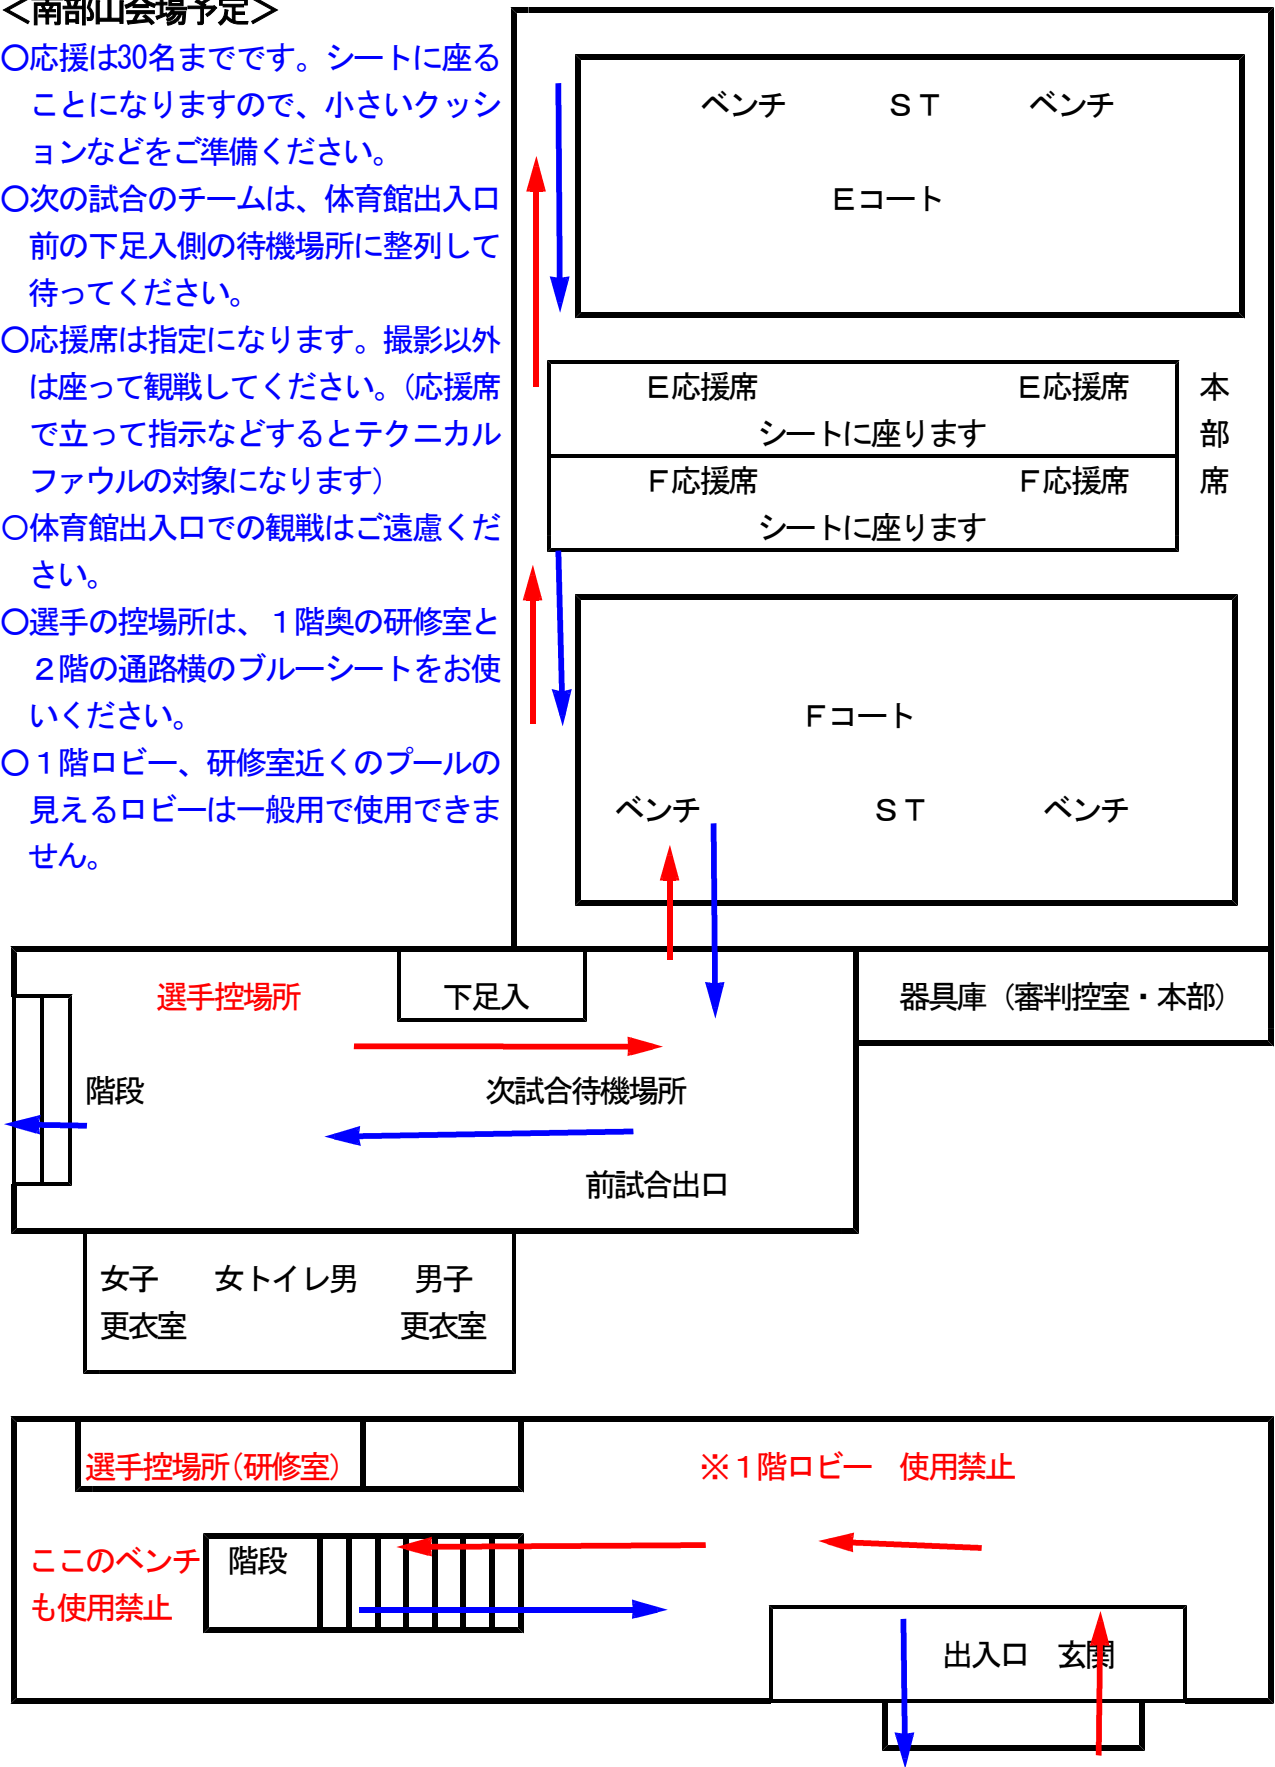 ＜南部山会場予定＞
〇応援は30名までです。シートに座る
ことになりますので、小さいクッシ
ョンなどをご準備ください。
〇次の試合のチームは、体育館出入口
前の下足入側の待機場所に整列して
待ってください。
〇応援席は指定になります。撮影以外
は座って観戦してください。(応援席
で立って指示などするとテクニカル
ファウルの対象になります)
〇体育館出入口での観戦はご遠慮くだ
さい。
〇選手の控場所は、１階奥の研修室と
２階の通路横のブルーシートをお使
いください。
〇１階ロビー、研修室近くのプールの
見えるロビーは一般用で使用できま
せん。
ベンチ　ＳＴ　ベンチ
Ｅコート
Ｅ応援席　Ｅ応援席
シートに座ります
Ｆ応援席　Ｆ応援席
シートに座ります
本
部
席
Ｆコート
ベンチ　ＳＴ　ベンチ
選手控場所
下足入
器具庫（審判控室・本部）
階段
次試合待機場所
前試合出口
女子　女トイレ男　男子
更衣室　更衣室
選手控場所(研修室)
※１階ロビー　使用禁止
ここのベンチ
も使用禁止
階段
出入口　玄関